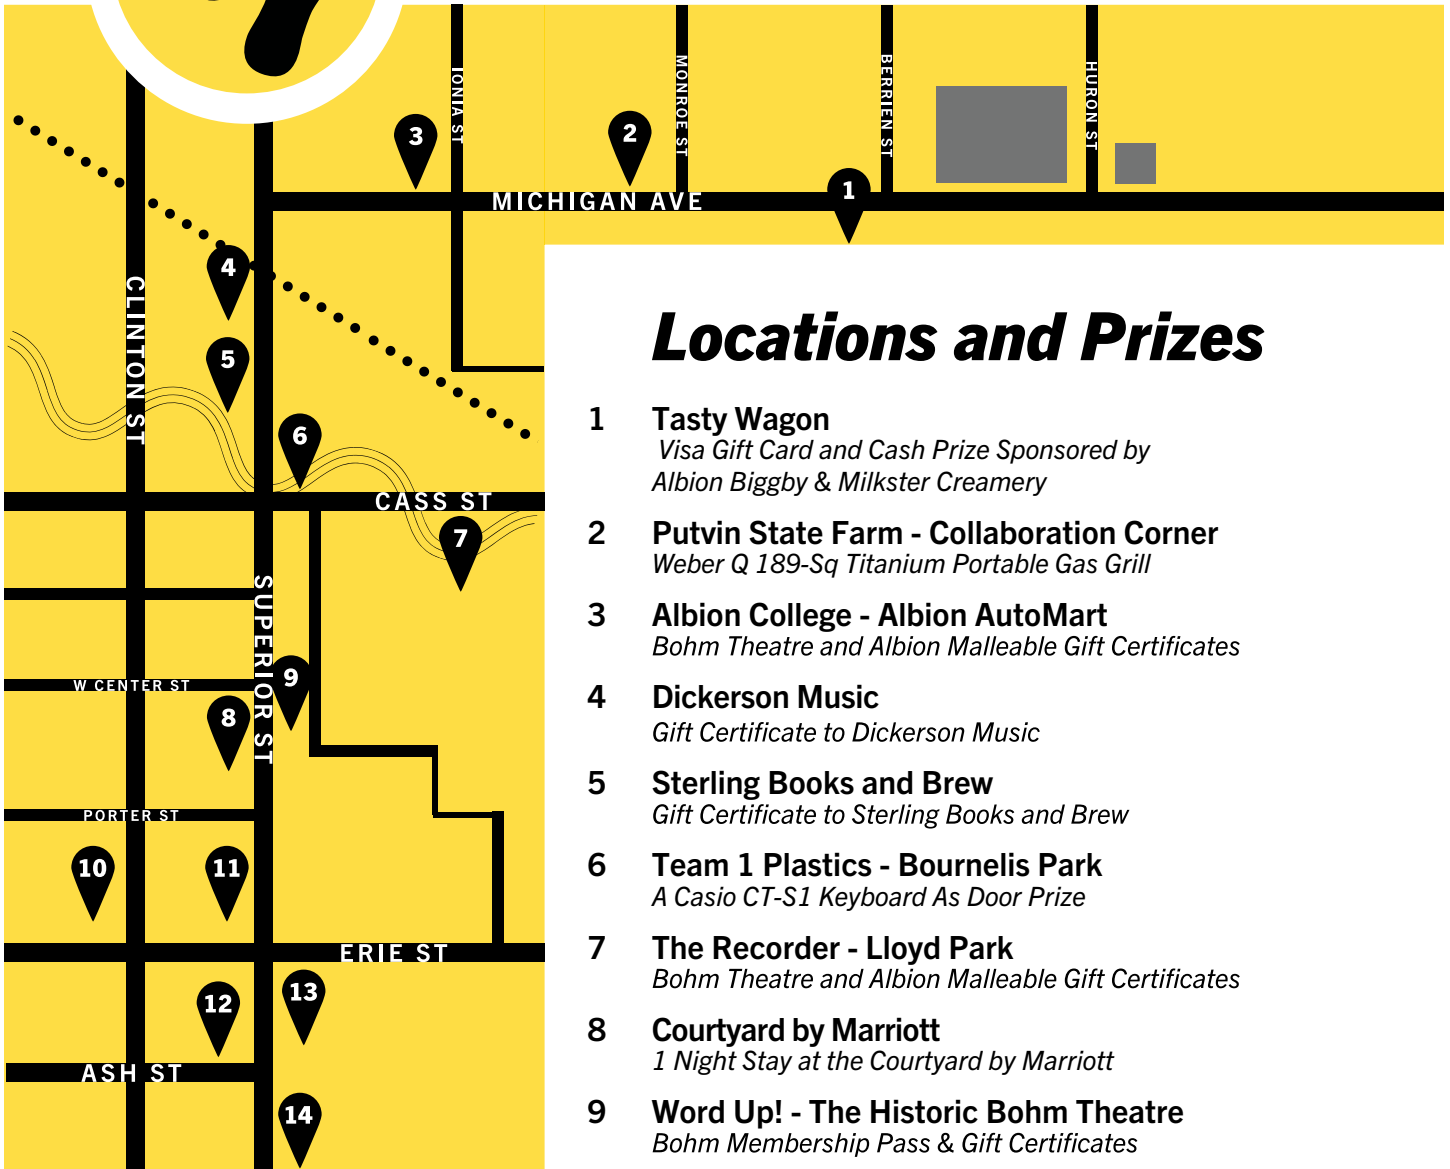 IONIA ST
MONROE ST
BERRIEN ST
HURON ST
3
2
1
MICHIGAN AVE
4
CLINTON ST
5
6
CASS ST
7
SUPERIOR ST
9
W CENTER ST
8
PORTER ST
10
11
ERIE ST
12
13
ASH ST
14
Locations and Prizes
1 Tasty Wagon
Visa Gift Card and Cash Prize Sponsored by
Albion Biggby & Milkster Creamery
2 Putvin State Farm - Collaboration Corner
Weber Q 189-Sq Titanium Portable Gas Grill
3 Albion College - Albion AutoMart
Bohm Theatre and Albion Malleable Gift Certificates
4 Dickerson Music
Gift Certificate to Dickerson Music
5 Sterling Books and Brew
Gift Certificate to Sterling Books and Brew
6 Team 1 Plastics - Bournelis Park
A Casio CT-S1 Keyboard As Door Prize
7 The Recorder - Lloyd Park
Bohm Theatre and Albion Malleable Gift Certificates
8 Courtyard by Marriott
1 Night Stay at the Courtyard by Marriott
9 Word Up! - The Historic Bohm Theatre
Bohm Membership Pass & Gift Certificates